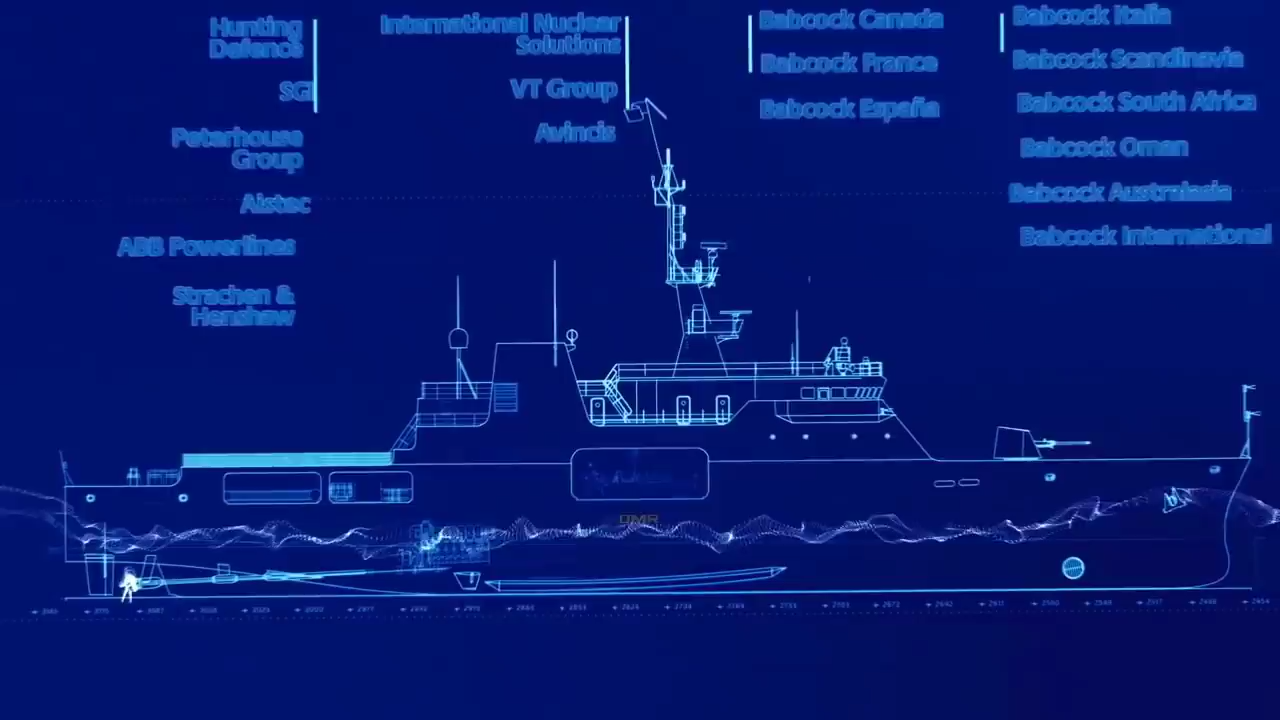 Hunting
Defence
SGI
Peterhouse
Group
Alstec
ABB Powerlines
Strachan &
Henshaw
International Nuclear
Solutions
VT Group
Avincis
Babcock Canada
Babcock France
Babcock España
Babcock Italia
Babcock Scandinavia
Babcock South Africa
Babcock Oman
Babcock Australasia
Babcock International
DMR